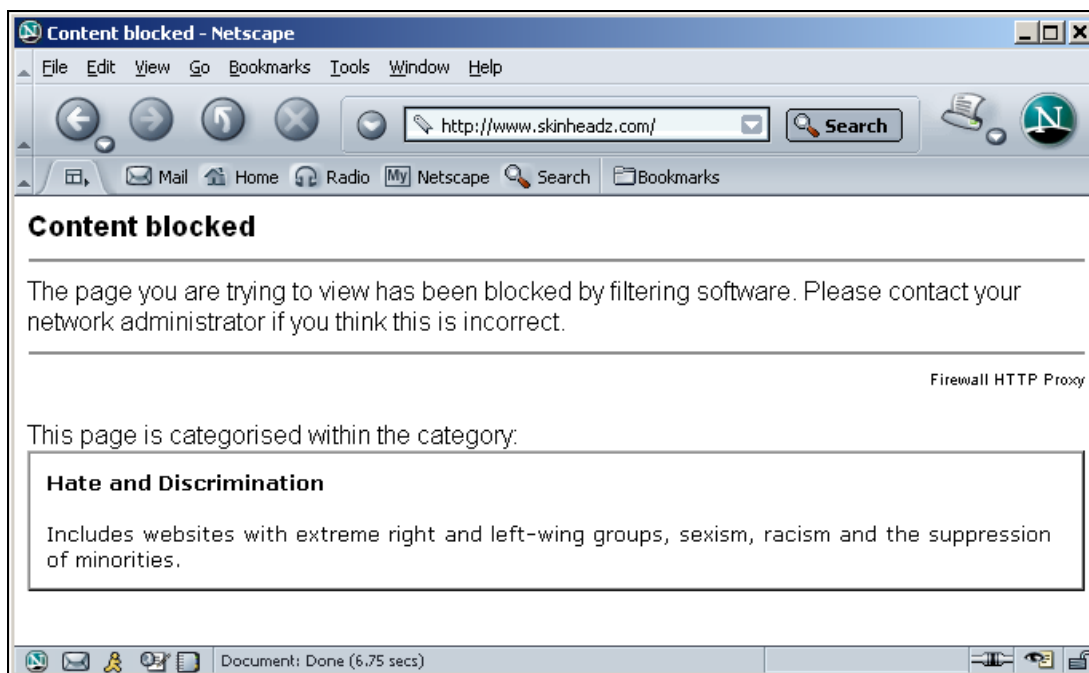 Content blocked - Netscape
File Edit View Go Bookmarks Tools Window Help
http://www.skinheadz.com/ Search N
Mail Home Radio My Netscape Search Bookmarks
Content blocked
The page you are trying to view has been blocked by filtering software. Please contact your
network administrator if you think this is incorrect.
Firewall HTTP Proxy
This page is categorised within the category:
Hate and Discrimination
Includes websites with extreme right and left-wing groups, sexism, racism and the suppression
of minorities.
Document: Done (6.75 secs)